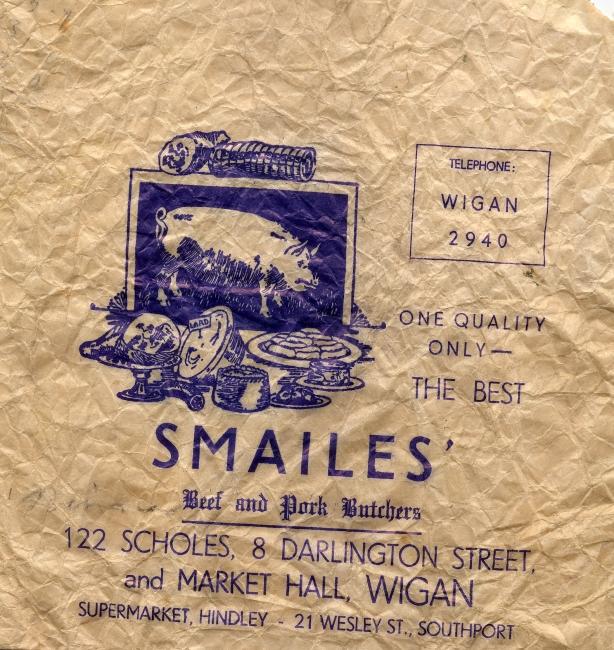 TELEPHONE:
WIGAN
2940
LARD
ONE QUALITY
ONLY—
THE BEST
SMAILES'
Beef and Pork Butchers
122 SCHOLES, 8 DARLINGTON STREET,
and MARKET HALL, WIGAN
SUPERMARKET, HINDLEY - 21 WESLEY ST., SOUTHPORT